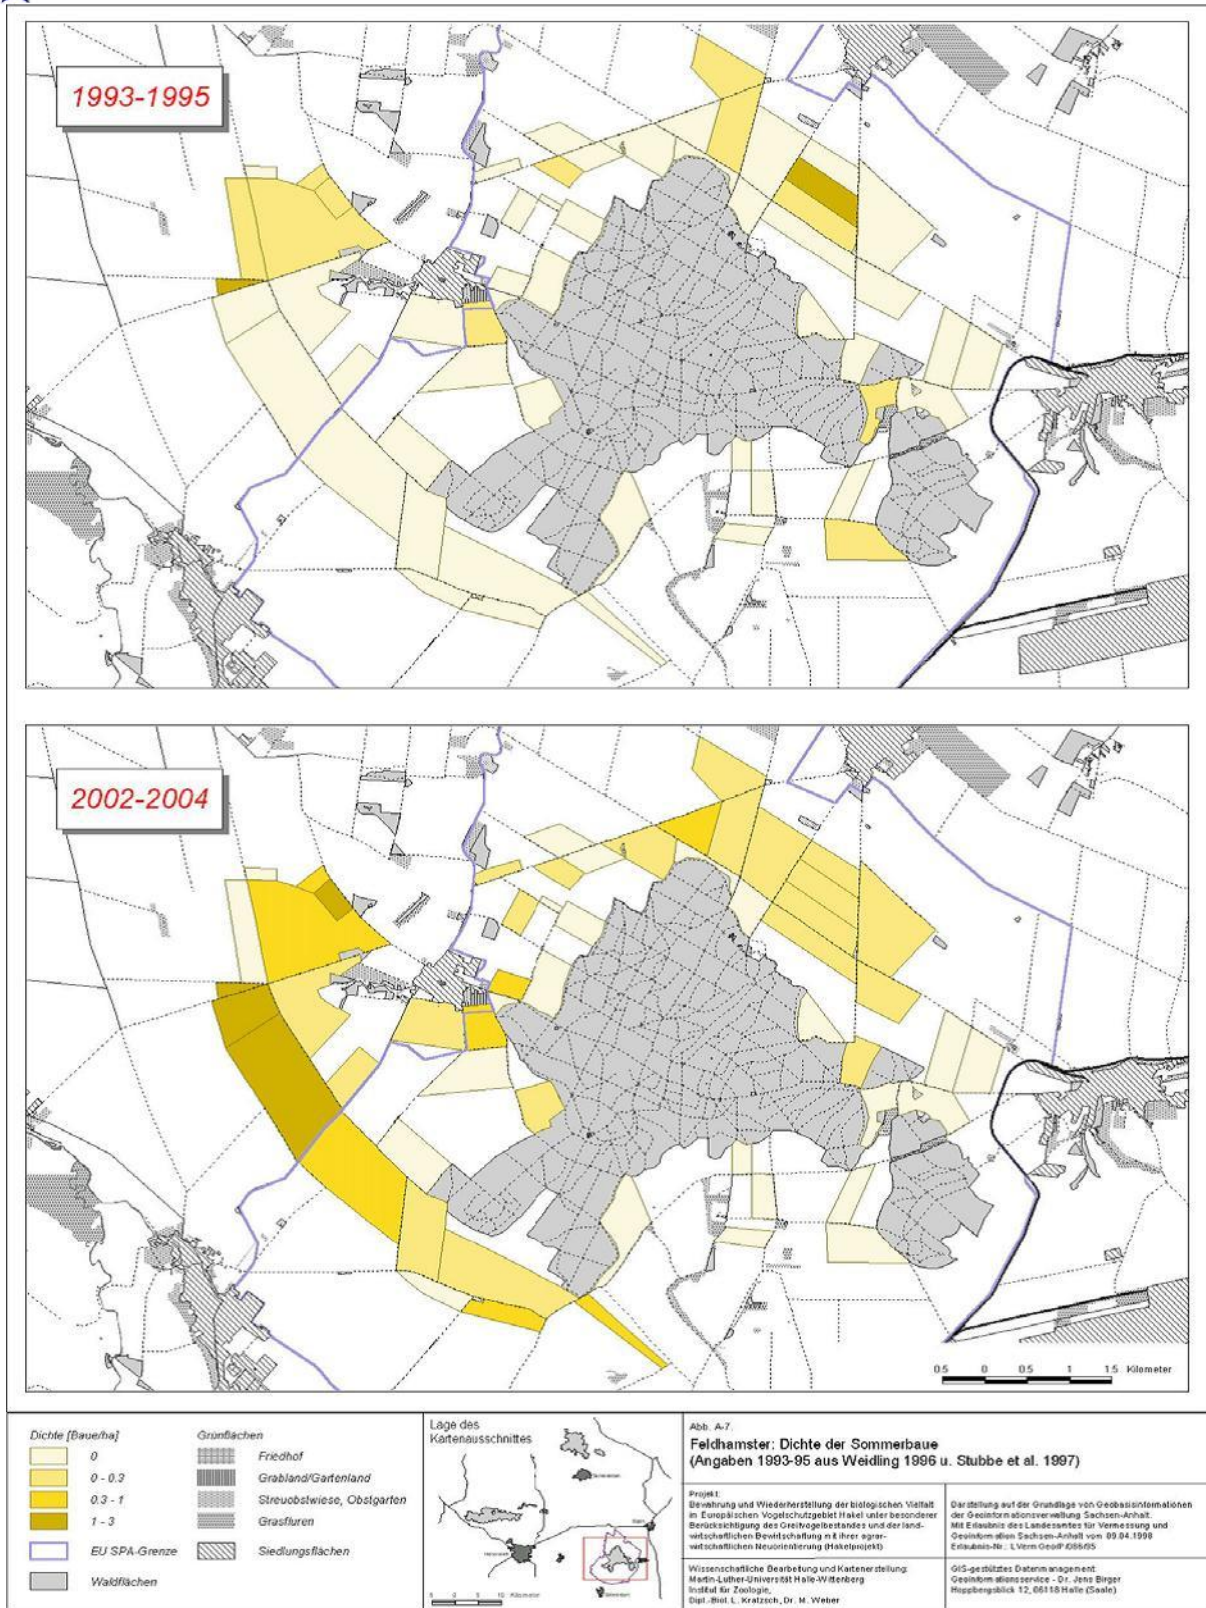 1993-1995
2002-2004
0.5 0 0.5 1 1.5 Kilometer
Dichte [Baue/ha]
0
0 - 0.3
0.3 - 1
1 - 3
EU SPA-Grenze
Waldflächen
Grünflächen
Friedhof
Grabland/Gartenland
Streuobstwiese, Obstgarten
Grasfluren
Siedlungsflächen
Lage des
Kartenausschnittes
5 0 5 10 Kilometer
Abb. A-7.
Feldhamster: Dichte der Sommerbaue
(Angaben 1993-95 aus Weidling 1996 u. Stubbe et al. 1997)
Projekt:
Bewahrung und Wiederherstellung der biologischen Vielfalt
im Europäischen Vogelschutzgebiet Hakel unter besonderer
Berücksichtigung des Greifvogelbestandes und der land-
wirtschaftlichen Bewirtschaftung mit ihrer agrar-
wirtschaftlichen Neuorientierung (Hakelprojekt)
Wissenschaftliche Bearbeitung und Kartenerstellung:
Martin-Luther-Universität Halle-Wittenberg
Institut für Zoologie,
Dipl.-Biol. L. Kratzsch, Dr. M. Weber
Darstellung auf der Grundlage von Geobasisinformationen
der Geoinformationsverwaltung Sachsen-Anhalt.
Mit Erlaubnis des Landesamtes für Vermessung und
Geoinformation Sachsen-Anhalt vom 09.04.1998
Erlaubnis-Nr.:
GIS-gestütztes Datenmanagement:
Geoinformationsservice - Dr. Jens Birger
Hoppbergsblick 12, 06118 Halle (Saale)